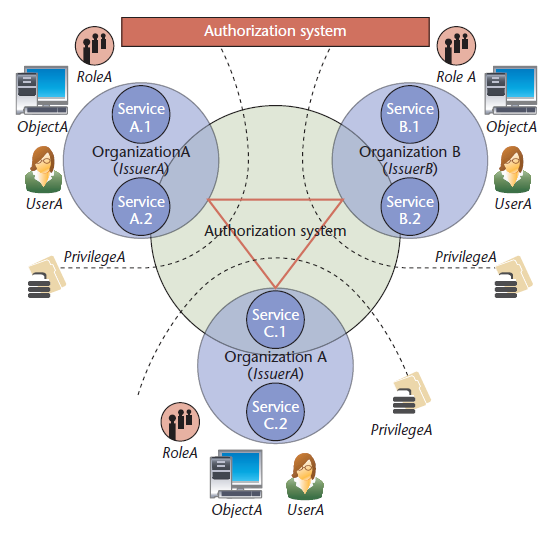 Authorization system
RoleA
Role A
ObjectA
Service
A.1
Service
B.1
ObjectA
OrganizationA
(IssuerA)
Organization B
(IssuerB)
UserA
Service
A.2
Service
B.2
UserA
Authorization system
PrivilegeA
PrivilegeA
Service
C.1
Organization A
(IssuerA)
Service
C.2
PrivilegeA
RoleA
ObjectA
UserA